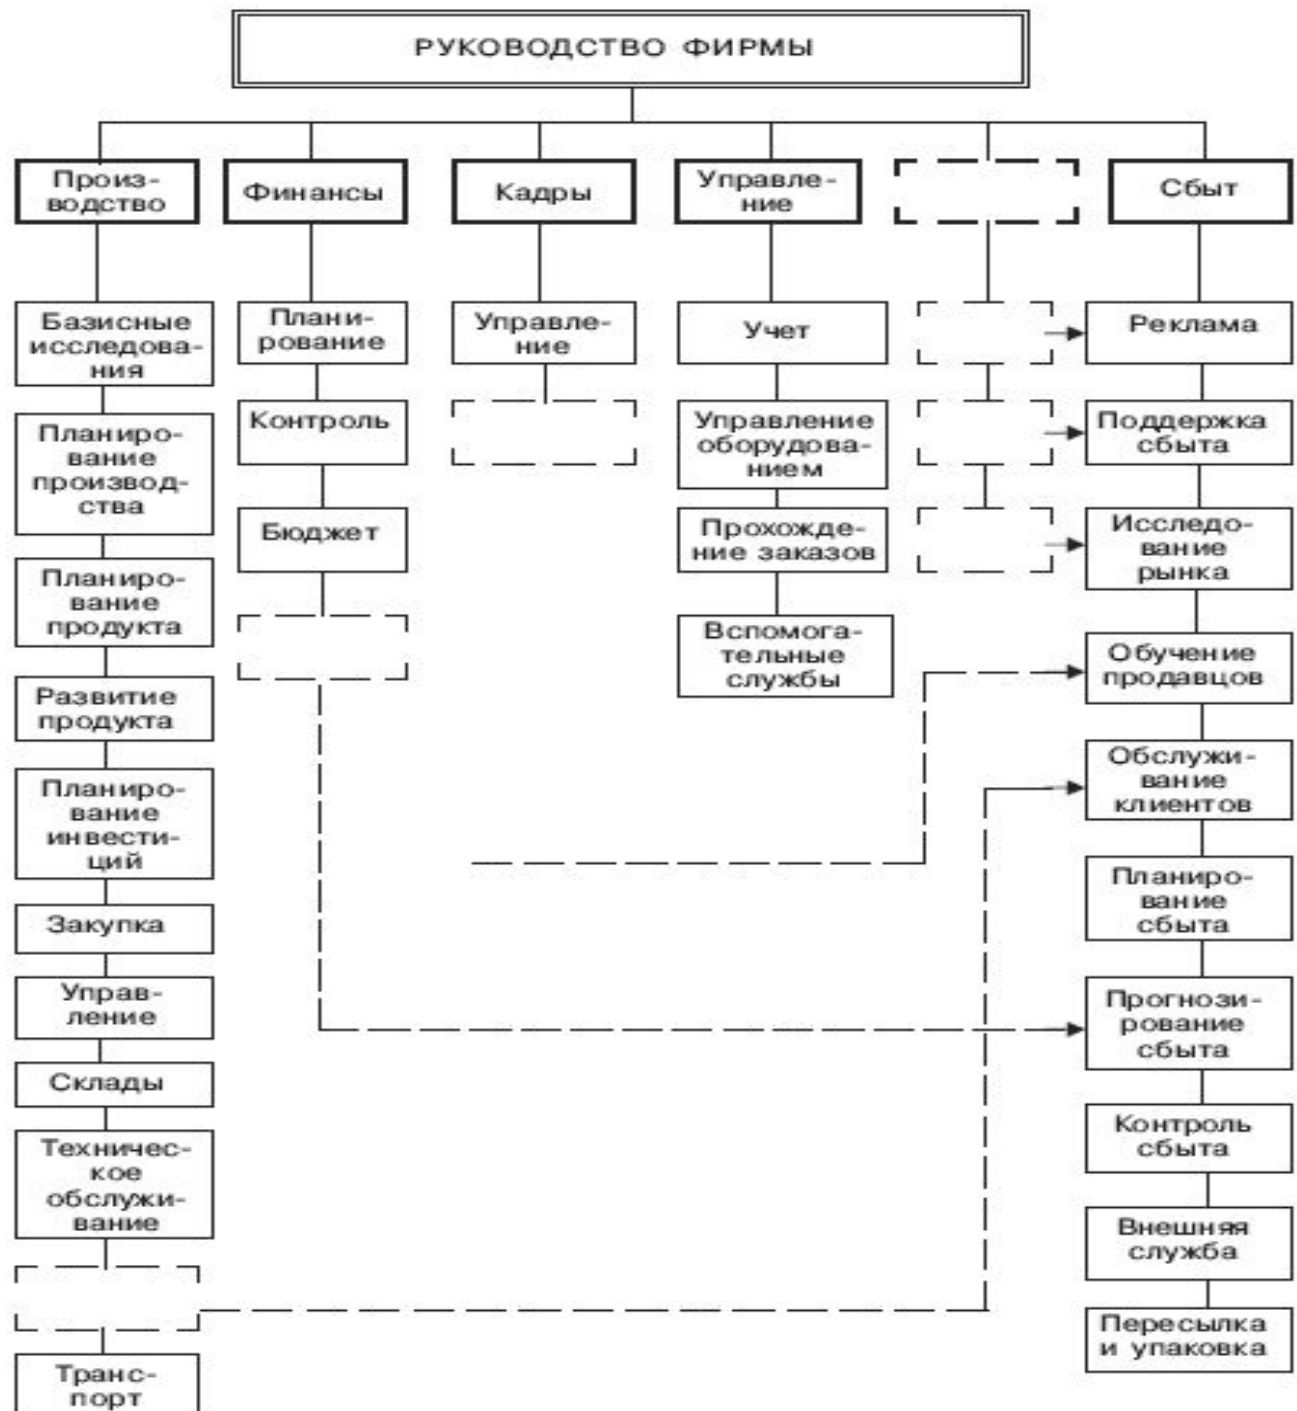 РУКОВОДСТВО ФИРМЫ
Произ-
водство
Финансы
Кадры
Управле-
ние
Сбыт
Базисные
исследова-
ния
Планиро-
вание
производ-
ства
Планиро-
вание
продукта
Развитие
продукта
Планиро-
вание
инвести-
ций
Закупка
Управ-
ление
Склады
Техничес-
кое
обслужи-
вание
Транс-
порт
Плани-
рование
Контроль
Бюджет
Управле-
ние
Учет
Управление
оборудова-
нием
Прохожде-
ние заказов
Вспомога-
тельные
службы
Реклама
Поддержка
сбыта
Исследо-
вание
рынка
Обучение
продавцов
Обслужи-
вание
клиентов
Планиро-
вание
сбыта
Прогнози-
рование
сбыта
Контроль
сбыта
Внешняя
служба
Пересылка
и упаковка